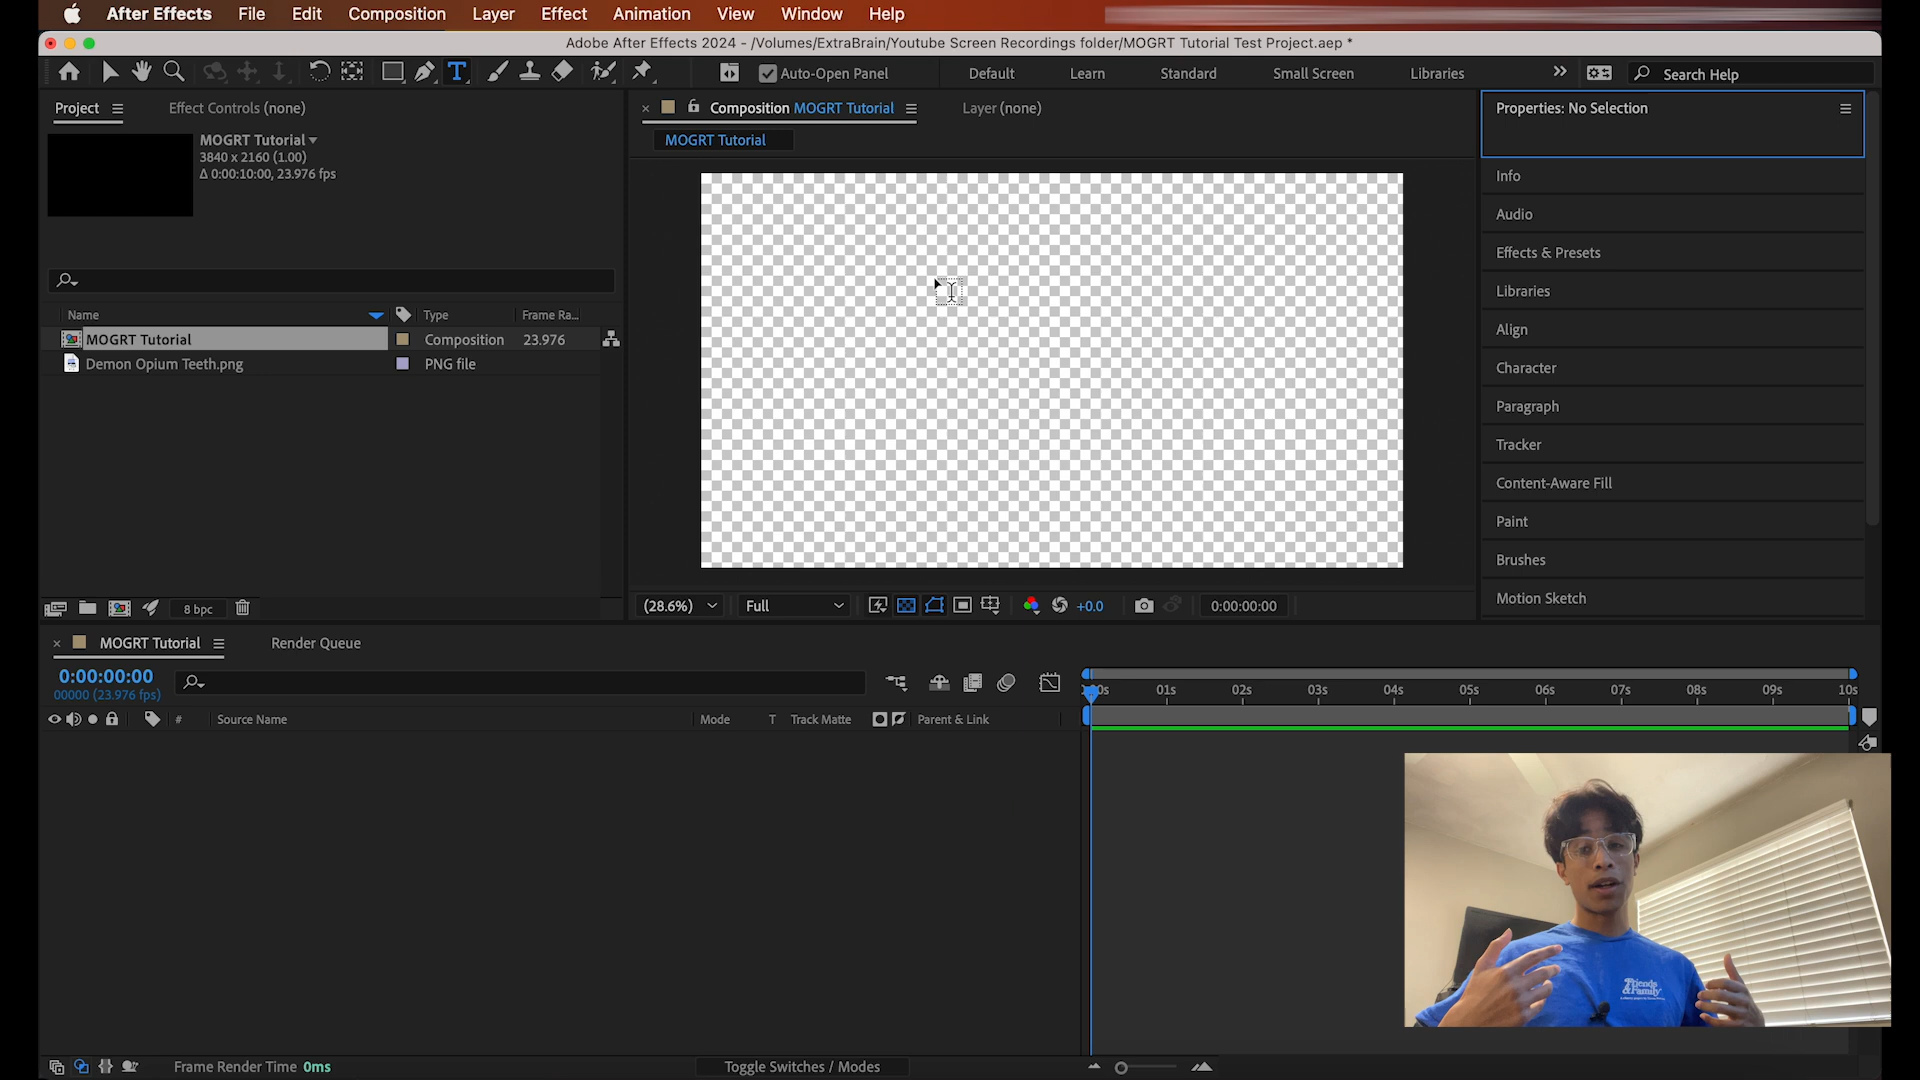 After Effects File Edit Composition Layer Effect Animation View Window Help
Adobe After Effects 2024 - /Volumes/ExtraBrain/Youtube Screen Recordings folder/MOGRT Tutorial Test Project.aep *
T Auto-Open Panel Default Learn Standard Small Screen Libraries Search Help
Project Effect Controls (none)
MOGRT Tutorial
3840 x 2160 (1.00)
Δ 0:00:10:00, 23.976 fps
Name Type Frame Ra...
MOGRT Tutorial Composition 23.976
Demon Opium Teeth.png PNG file
8 bpc
Composition MOGRT Tutorial Layer (none)
MOGRT Tutorial
(28.6%) Full +0.0 0:00:00:00
Properties: No Selection
Info
Audio
Effects & Presets
Libraries
Align
Character
Paragraph
Tracker
Content-Aware Fill
Paint
Brushes
Motion Sketch
MOGRT Tutorial Render Queue
0:00:00:00
00000 (23.976 fps)
01s 02s 03s 04s 05s 06s 07s 08s 09s 10s
# Source Name Mode T Track Matte Parent & Link
Friends
&Family
Frame Render Time 0ms Toggle Switches / Modes